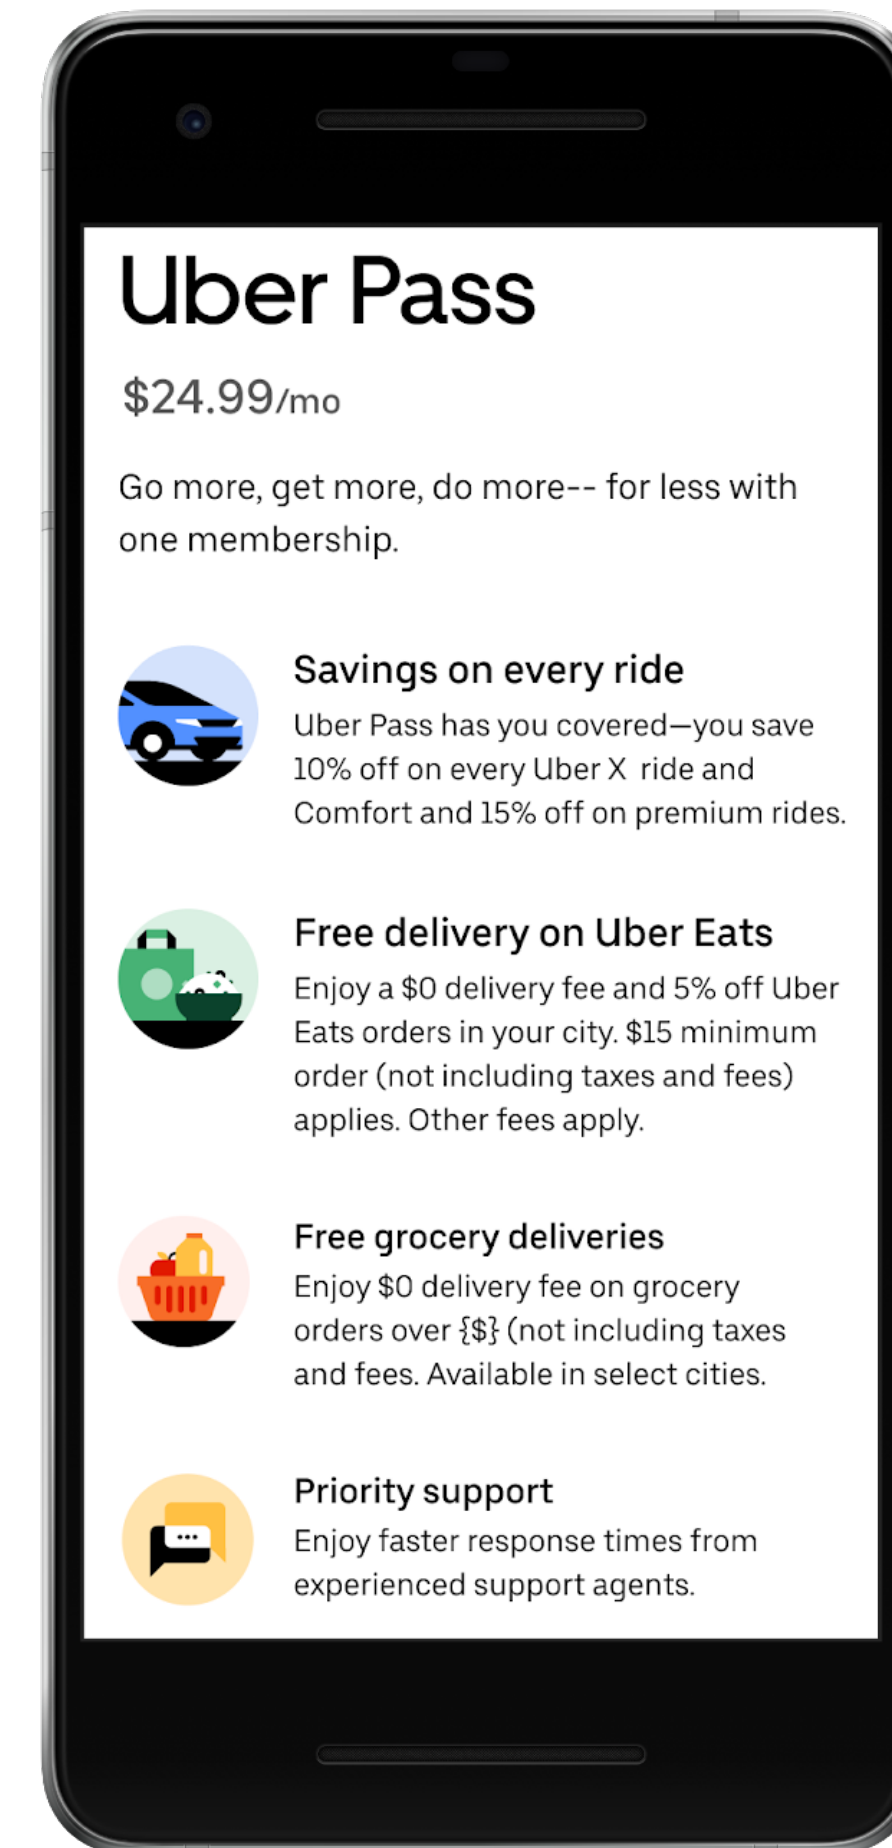 Uber Pass
$24.99/mo
Go more, get more, do more-- for less with
one membership.
Savings on every ride
Uber Pass has you covered—you save
10% off on every Uber X  ride and
Comfort and 15% off on premium rides.
Free delivery on Uber Eats
Enjoy a $0 delivery fee and 5% off Uber
Eats orders in your city. $15 minimum
order (not including taxes and fees)
applies. Other fees apply.
Free grocery deliveries
Enjoy $0 delivery fee on grocery
orders over {$} (not including taxes
and fees. Available in select cities.
Priority support
Enjoy faster response times from
experienced support agents.